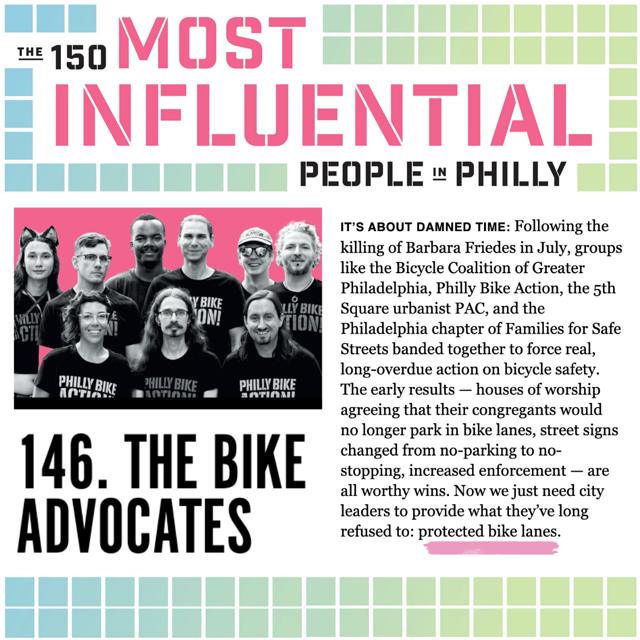 THE 150 MOST
INFLUENTIAL
PEOPLE IN PHILLY
PHILLY BIKE
ACTION!
PHILLY BIKE
ACTION!
PHILLY BIKE
ACTION!
146. THE BIKE
ADVOCATES
IT'S ABOUT DAMNED TIME: Following the
killing of Barbara Friedes in July, groups
like the Bicycle Coalition of Greater
Philadelphia, Philly Bike Action, the 5th
Square urbanist PAC, and the
Philadelphia chapter of Families for Safe
Streets banded together to force real,
long-overdue action on bicycle safety.
The early results — houses of worship
agreeing that their congregants would
no longer park in bike lanes, street signs
changed from no-parking to no-
stopping, increased enforcement — are
all worthy wins. Now we just need city
leaders to provide what they've long
refused to: protected bike lanes.